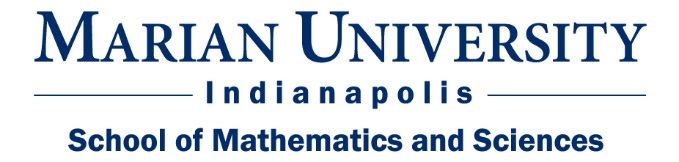 MARIAN UNIVERSITY
Indianapolis
School of Mathematics and Sciences